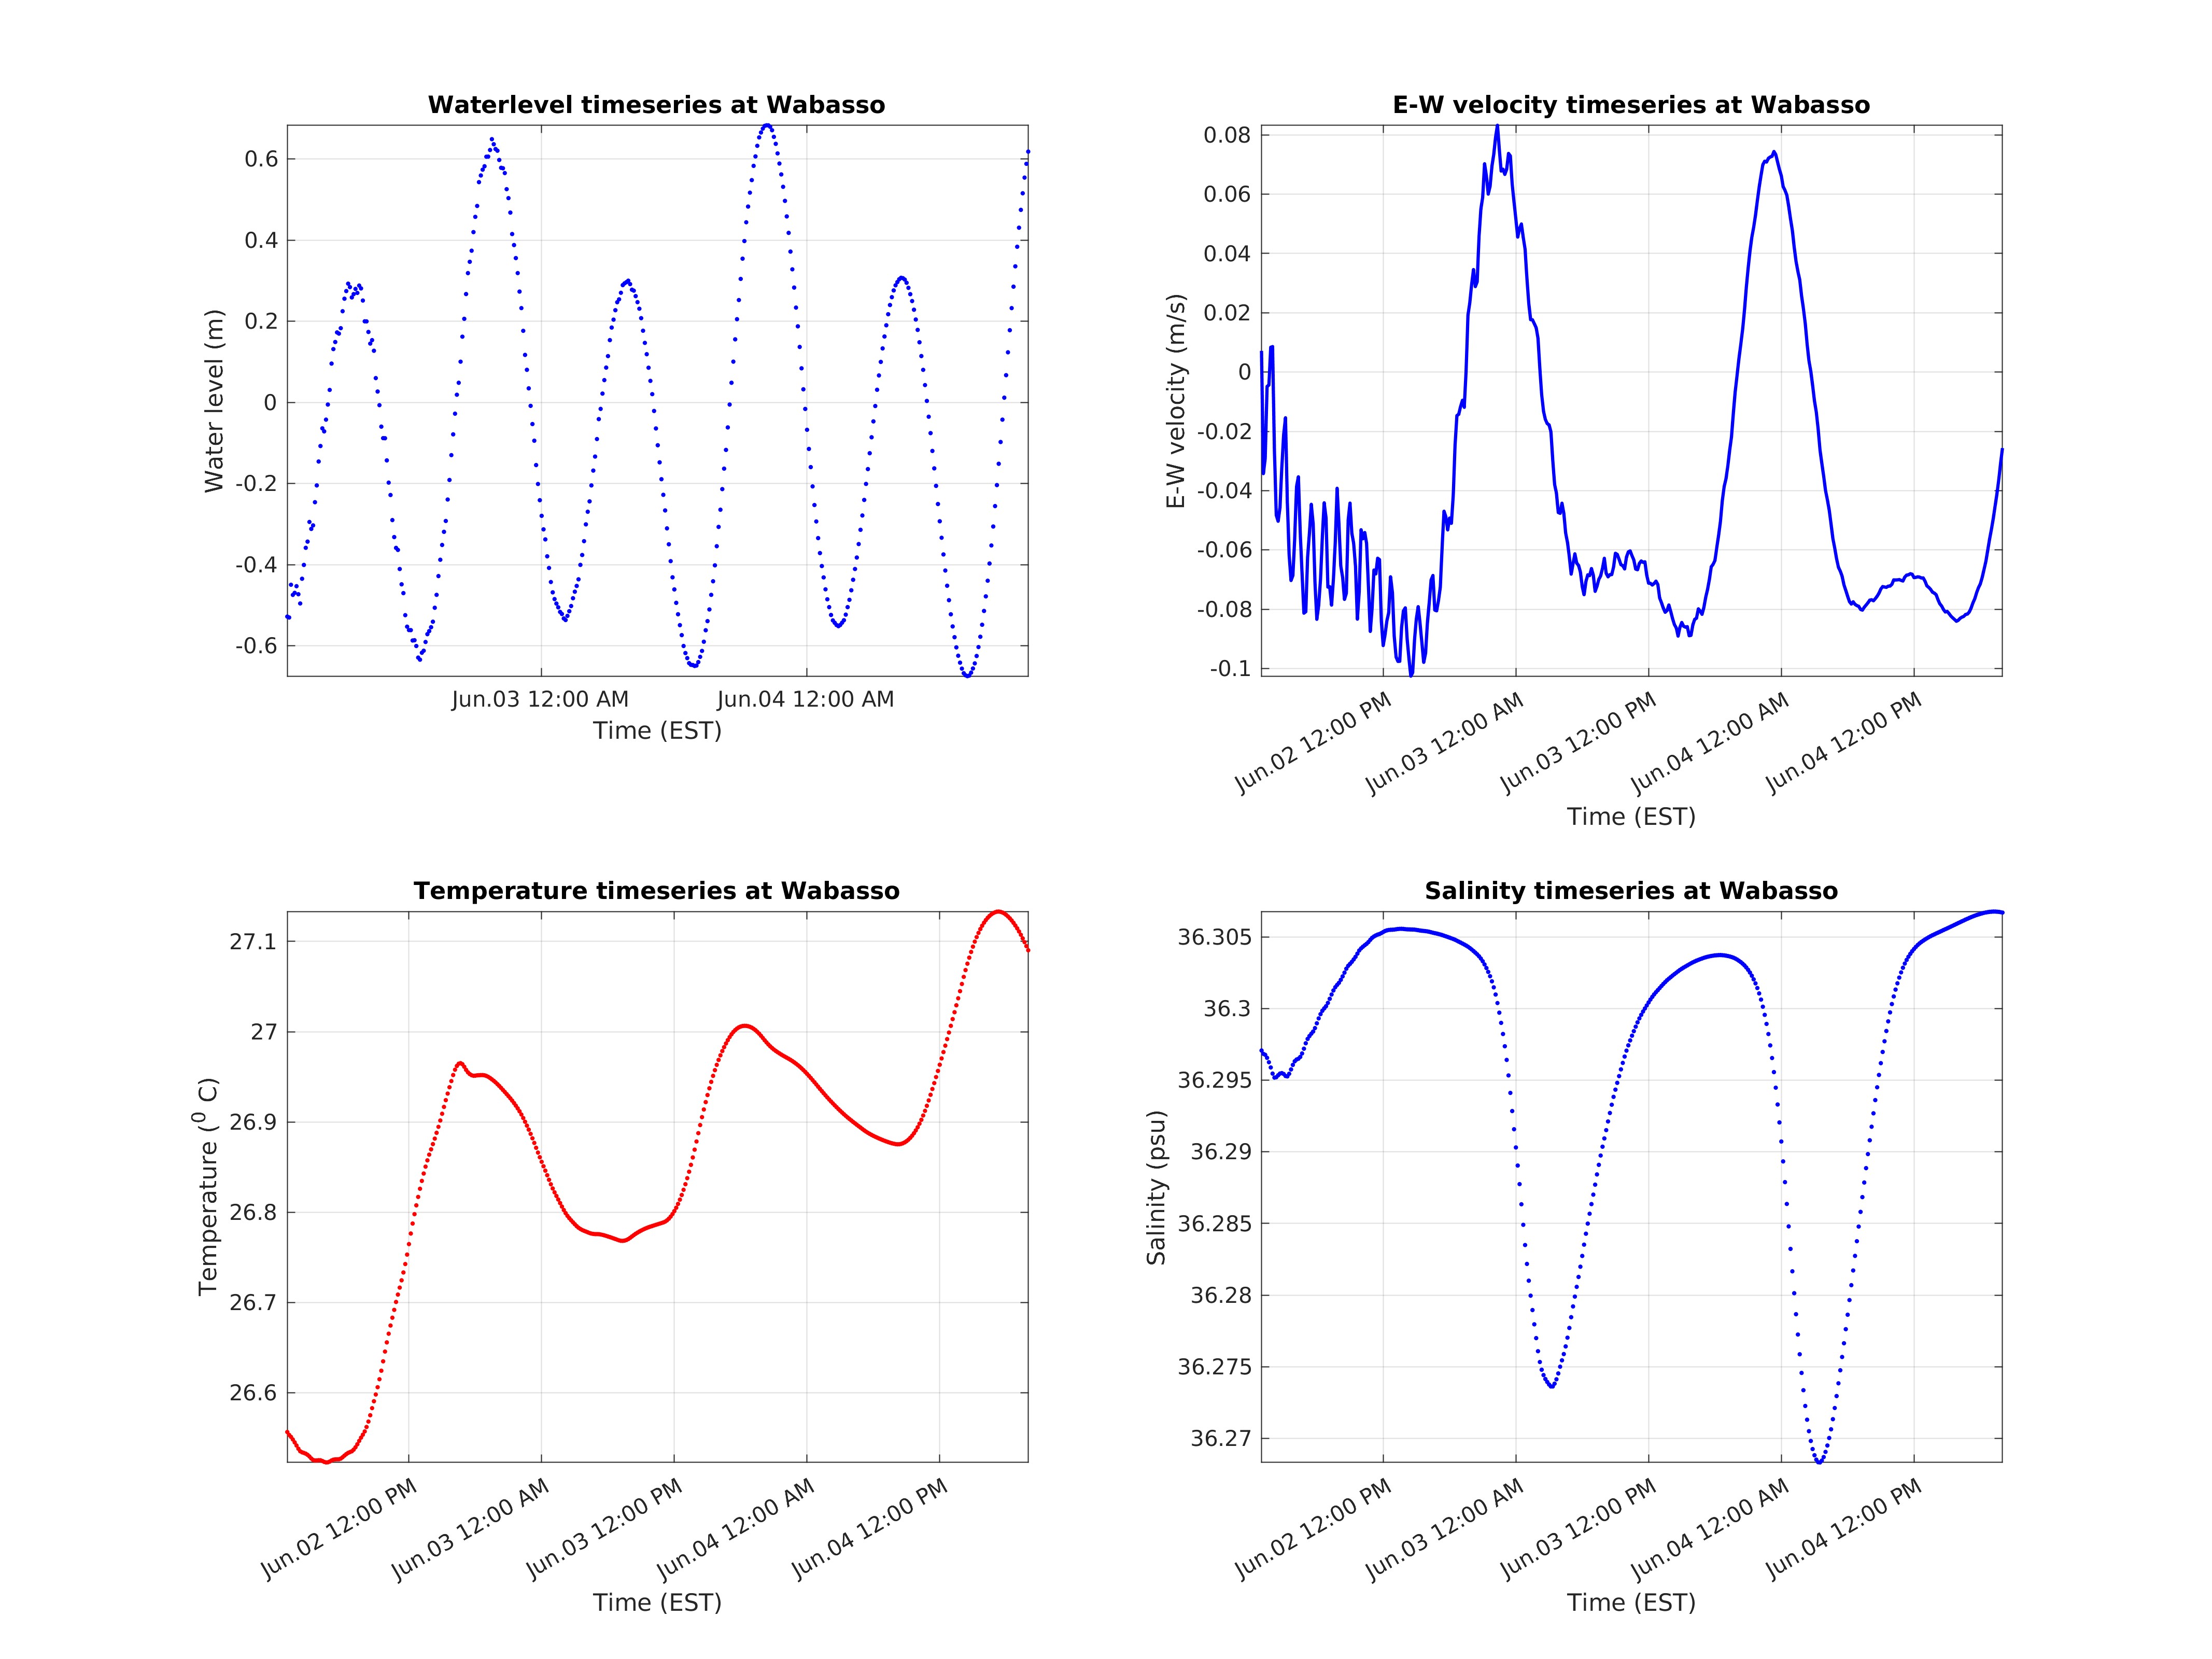 Waterlevel timeseries at Wabasso
0.6
0.4
0.2
0
-0.2
-0.4
-0.6
Water level (m)
Jun.03 12:00 AM
Jun.04 12:00 AM
Time (EST)
E-W velocity timeseries at Wabasso
0.08
0.06
0.04
0.02
0
-0.02
-0.04
-0.06
-0.08
-0.1
E-W velocity (m/s)
Jun.02 12:00 PM
Jun.03 12:00 AM
Jun.03 12:00 PM
Jun.04 12:00 AM
Jun.04 12:00 PM
Time (EST)
Temperature timeseries at Wabasso
27.1
27
26.9
26.8
26.7
26.6
Temperature (⁰ C)
Jun.02 12:00 PM
Jun.03 12:00 AM
Jun.03 12:00 PM
Jun.04 12:00 AM
Jun.04 12:00 PM
Time (EST)
Salinity timeseries at Wabasso
36.305
36.3
36.295
36.29
36.285
36.28
36.275
36.27
Salinity (psu)
Jun.02 12:00 PM
Jun.03 12:00 AM
Jun.03 12:00 PM
Jun.04 12:00 AM
Jun.04 12:00 PM
Time (EST)